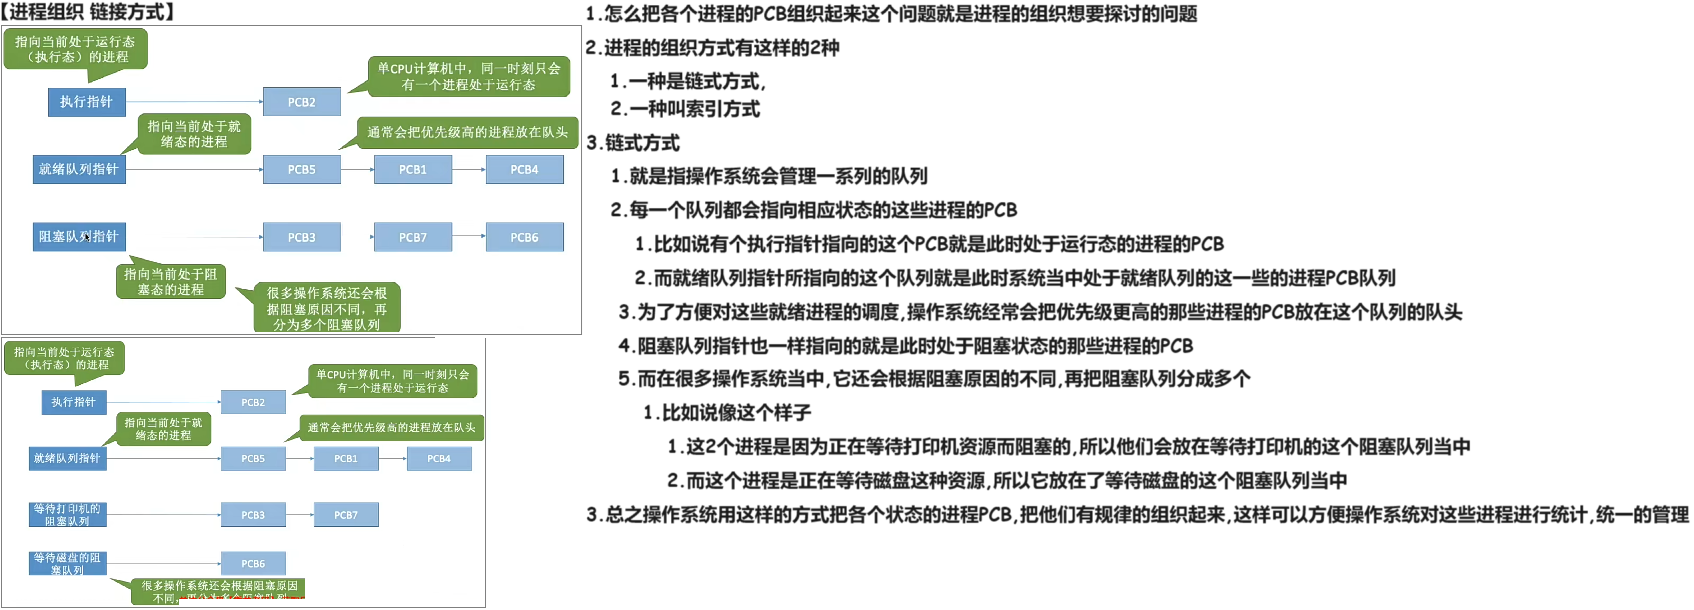 【进程组织 链接方式】
指向当前处于运行态
（执行态）的进程
单CPU计算机中，同一时刻只会
有一个进程处于运行态
执行指针
PCB2
指向当前处于就
绪态的进程
通常会把优先级高的进程放在队头
就绪队列指针
PCB5
PCB1
PCB4
阻塞队列指针
PCB3
PCB7
PCB6
指向当前处于阻
塞态的进程
很多操作系统还会根
据阻塞原因不同，再
分为多个阻塞队列
指向当前处于运行态
（执行态）的进程
单CPU计算机中，同一时刻只会
有一个进程处于运行态
执行指针
PCB2
指向当前处于就
绪态的进程
通常会把优先级高的进程放在队头
就绪队列指针
PCB5
PCB1
PCB4
等待打印机的
阻塞队列
PCB3
PCB7
等待磁盘的阻
塞队列
PCB6
很多操作系统还会根据阻塞原因
不同，再分为多个阻塞队列
1.怎么把各个进程的PCB组织起来这个问题就是进程的组织想要探讨的问题
2.进程的组织方式有这样的2种
1.一种是链式方式,
2.一种叫索引方式
3.链式方式
1.就是指操作系统会管理一系列的队列
2.每一个队列都会指向相应状态的这些进程的PCB
1.比如说有个执行指针指向的这个PCB就是此时处于运行态的进程的PCB
2.而就绪队列指针所指向的这个队列就是此时系统当中处于就绪队列的这一些的进程PCB队列
3.为了方便对这些就绪进程的调度,操作系统经常会把优先级更高的那些进程的PCB放在这个队列的队头
4.阻塞队列指针也一样指向的就是此时处于阻塞状态的那些进程的PCB
5.而在很多操作系统当中,它还会根据阻塞原因的不同,再把阻塞队列分成多个
1.比如说像这个样子
1.这2个进程是因为正在等待打印机资源而阻塞的,所以他们会放在等待打印机的这个阻塞队列当中
2.而这个进程是正在等待磁盘这种资源,所以它放在了等待磁盘的这个阻塞队列当中
3.总之操作系统用这样的方式把各个状态的进程PCB,把他们有规律的组织起来,这样可以方便操作系统对这些进程进行统计,统一的管理